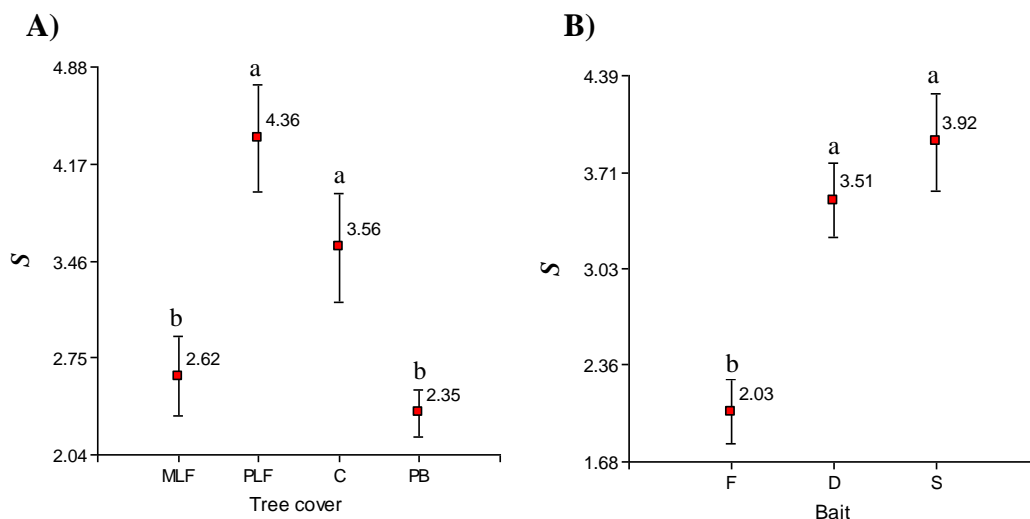 A)
4.88
4.17
3.46
2.75
2.04
S
a
4.36
a
3.56
b
2.62
b
2.35
MLF PLF C PB
Tree cover
B)
4.39
3.71
3.03
2.36
1.68
S
a
3.92
a
3.51
b
2.03
F D S
Bait